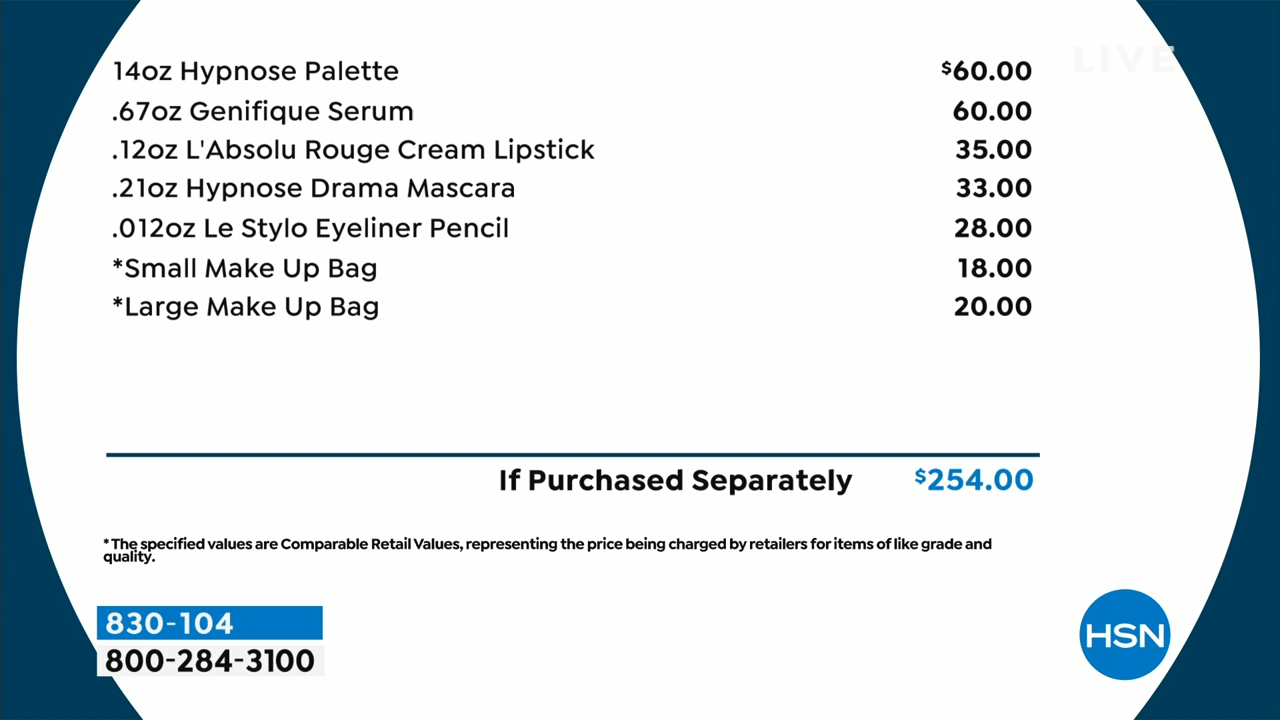 LIVE
14oz Hypnose Palette $60.00
.67oz Genifique Serum 60.00
.12oz L'Absolu Rouge Cream Lipstick 35.00
.21oz Hypnose Drama Mascara 33.00
.012oz Le Stylo Eyeliner Pencil 28.00
*Small Make Up Bag 18.00
*Large Make Up Bag 20.00
If Purchased Separately $254.00
*The specified values are Comparable Retail Values, representing the price being charged by retailers for items of like grade and
quality.
830-104
800-284-3100
HSN